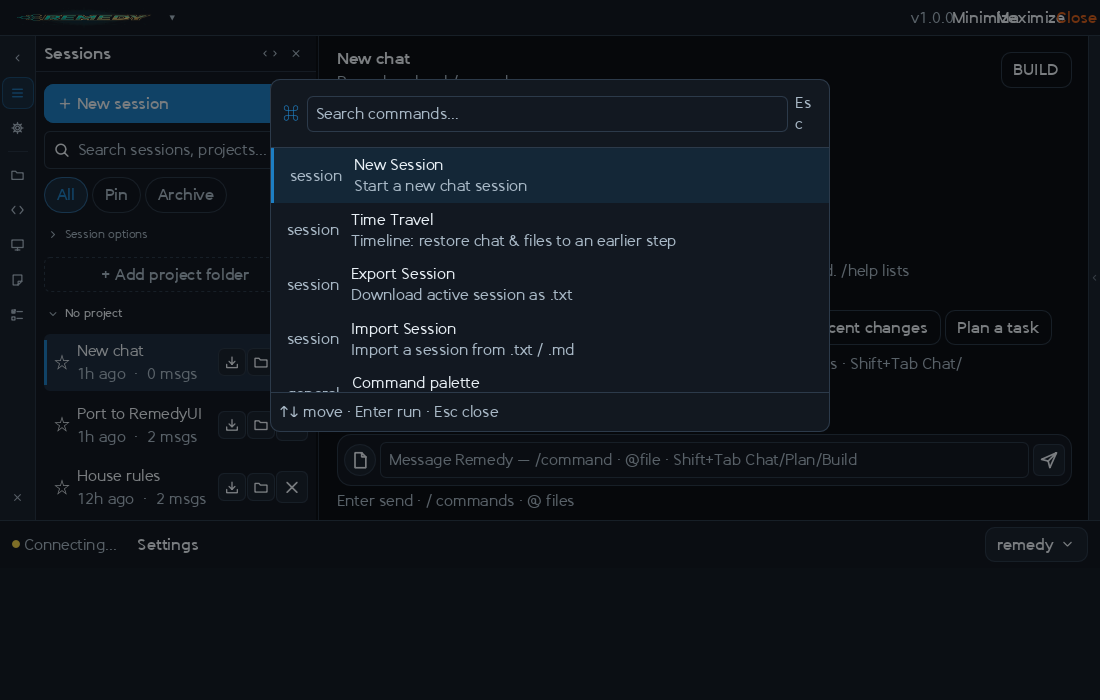 REMEDY ▾
v1.0.0 Minimize Maximize Close
Sessions
New chat
BUILD
+ New session
Search sessions, projects...
All Pin Archive
Session options
+ Add project folder
No project
New chat
1h ago · 0 msgs
Port to RemedyUI
1h ago · 2 msgs
House rules
12h ago · 2 msgs
⌘ Search commands...
Es
c
session New Session
Start a new chat session
session Time Travel
Timeline: restore chat & files to an earlier step
session Export Session
Download active session as .txt
session Import Session
Import a session from .txt / .md
general Command palette
↑↓ move · Enter run · Esc close
/help lists
cent changes Plan a task
s · Shift+Tab Chat/
Message Remedy — /command · @file · Shift+Tab Chat/Plan/Build
Enter send · / commands · @ files
Connecting... Settings
remedy